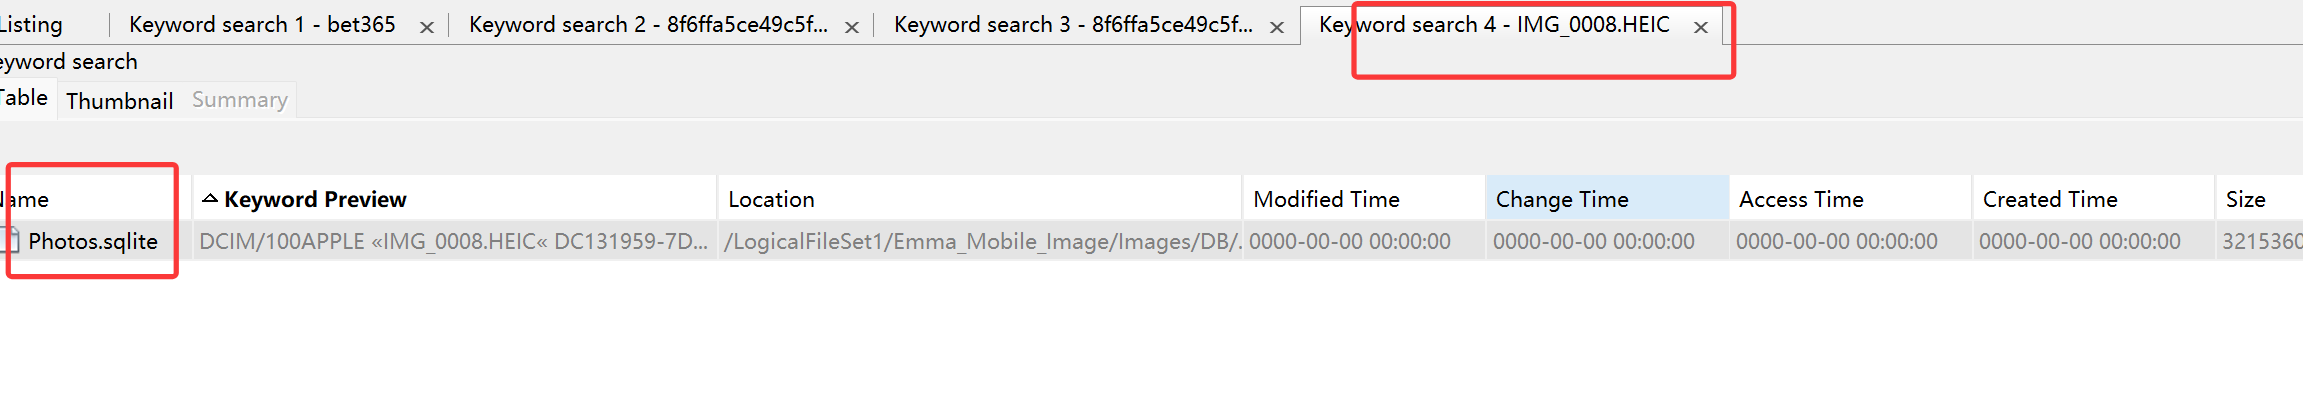 Listing Keyword search 1 - bet365 × Keyword search 2 - 8f6ffa5ce49c5f... × Keyword search 3 - 8f6ffa5ce49c5f... × Keyword search 4 - IMG_0008.HEIC ×
eyword search
Table Thumbnail Summary
Name Keyword Preview Location Modified Time Change Time Access Time Created Time Size
Photos.sqlite DCIM/100APPLE «IMG_0008.HEIC« DC131959-7D... /LogicalFileSet1/Emma_Mobile_Image/Images/DB/. 0000-00-00 00:00:00 0000-00-00 00:00:00 0000-00-00 00:00:00 0000-00-00 00:00:00 3215360